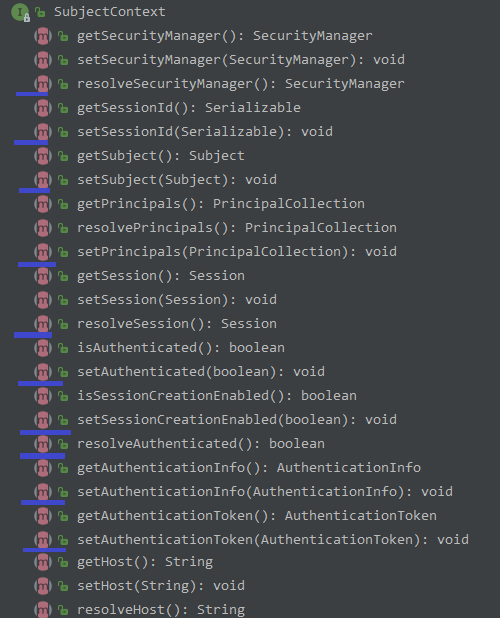 SubjectContext
getSecurityManager(): SecurityManager
setSecurityManager(SecurityManager): void
resolveSecurityManager(): SecurityManager
getSessionId(): Serializable
setSessionId(Serializable): void
getSubject(): Subject
setSubject(Subject): void
getPrincipals(): PrincipalCollection
resolvePrincipals(): PrincipalCollection
setPrincipals(PrincipalCollection): void
getSession(): Session
setSession(Session): void
resolveSession(): Session
isAuthenticated(): boolean
setAuthenticated(boolean): void
isSessionCreationEnabled(): boolean
setSessionCreationEnabled(boolean): void
resolveAuthenticated(): boolean
getAuthenticationInfo(): AuthenticationInfo
setAuthenticationInfo(AuthenticationInfo): void
getAuthenticationToken(): AuthenticationToken
setAuthenticationToken(AuthenticationToken): void
getHost(): String
setHost(String): void
resolveHost(): String